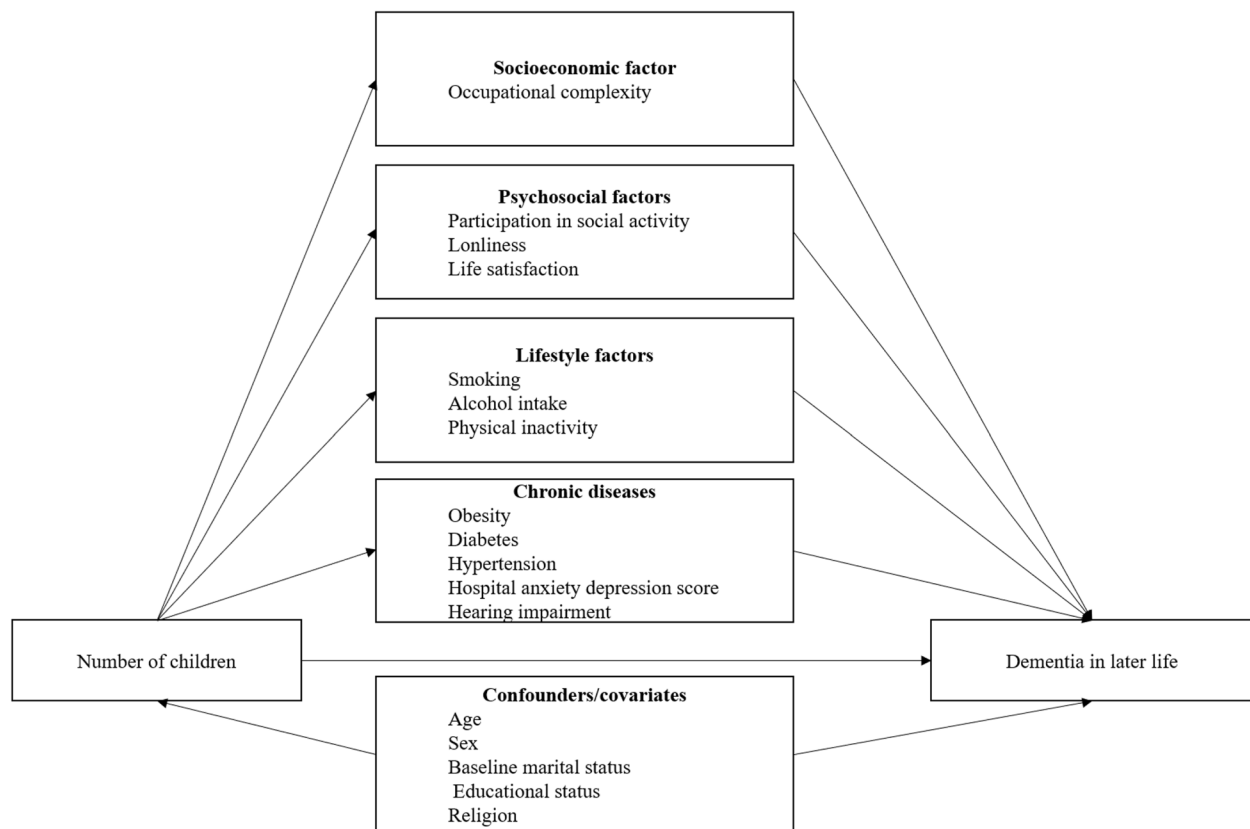 Socioeconomic factor
Occupational complexity
Psychosocial factors
Participation in social activity
Lonliness
Life satisfaction
Lifestyle factors
Smoking
Alcohol intake
Physical inactivity
Chronic diseases
Obesity
Diabetes
Hypertension
Hospital anxiety depression score
Hearing impairment
Number of children
Dementia in later life
Confounders/covariates
Age
Sex
Baseline marital status
Educational status
Religion